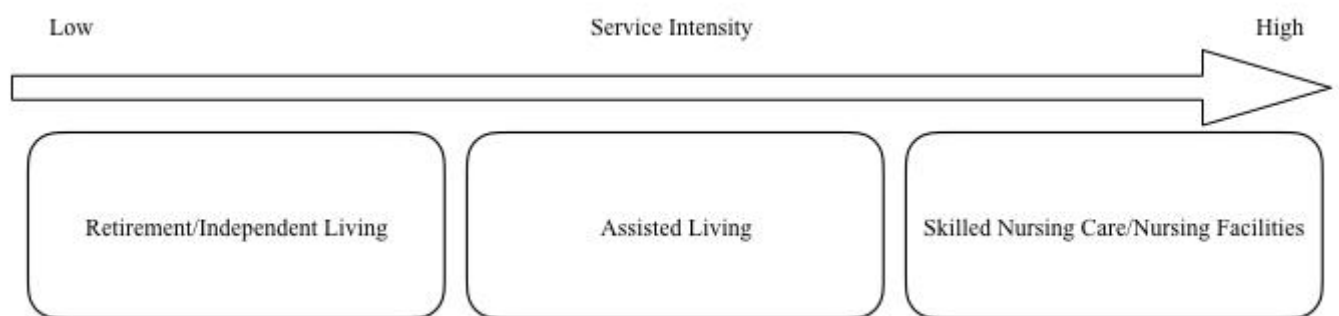 Low Service Intensity High
Retirement/Independent Living Assisted Living Skilled Nursing Care/Nursing Facilities